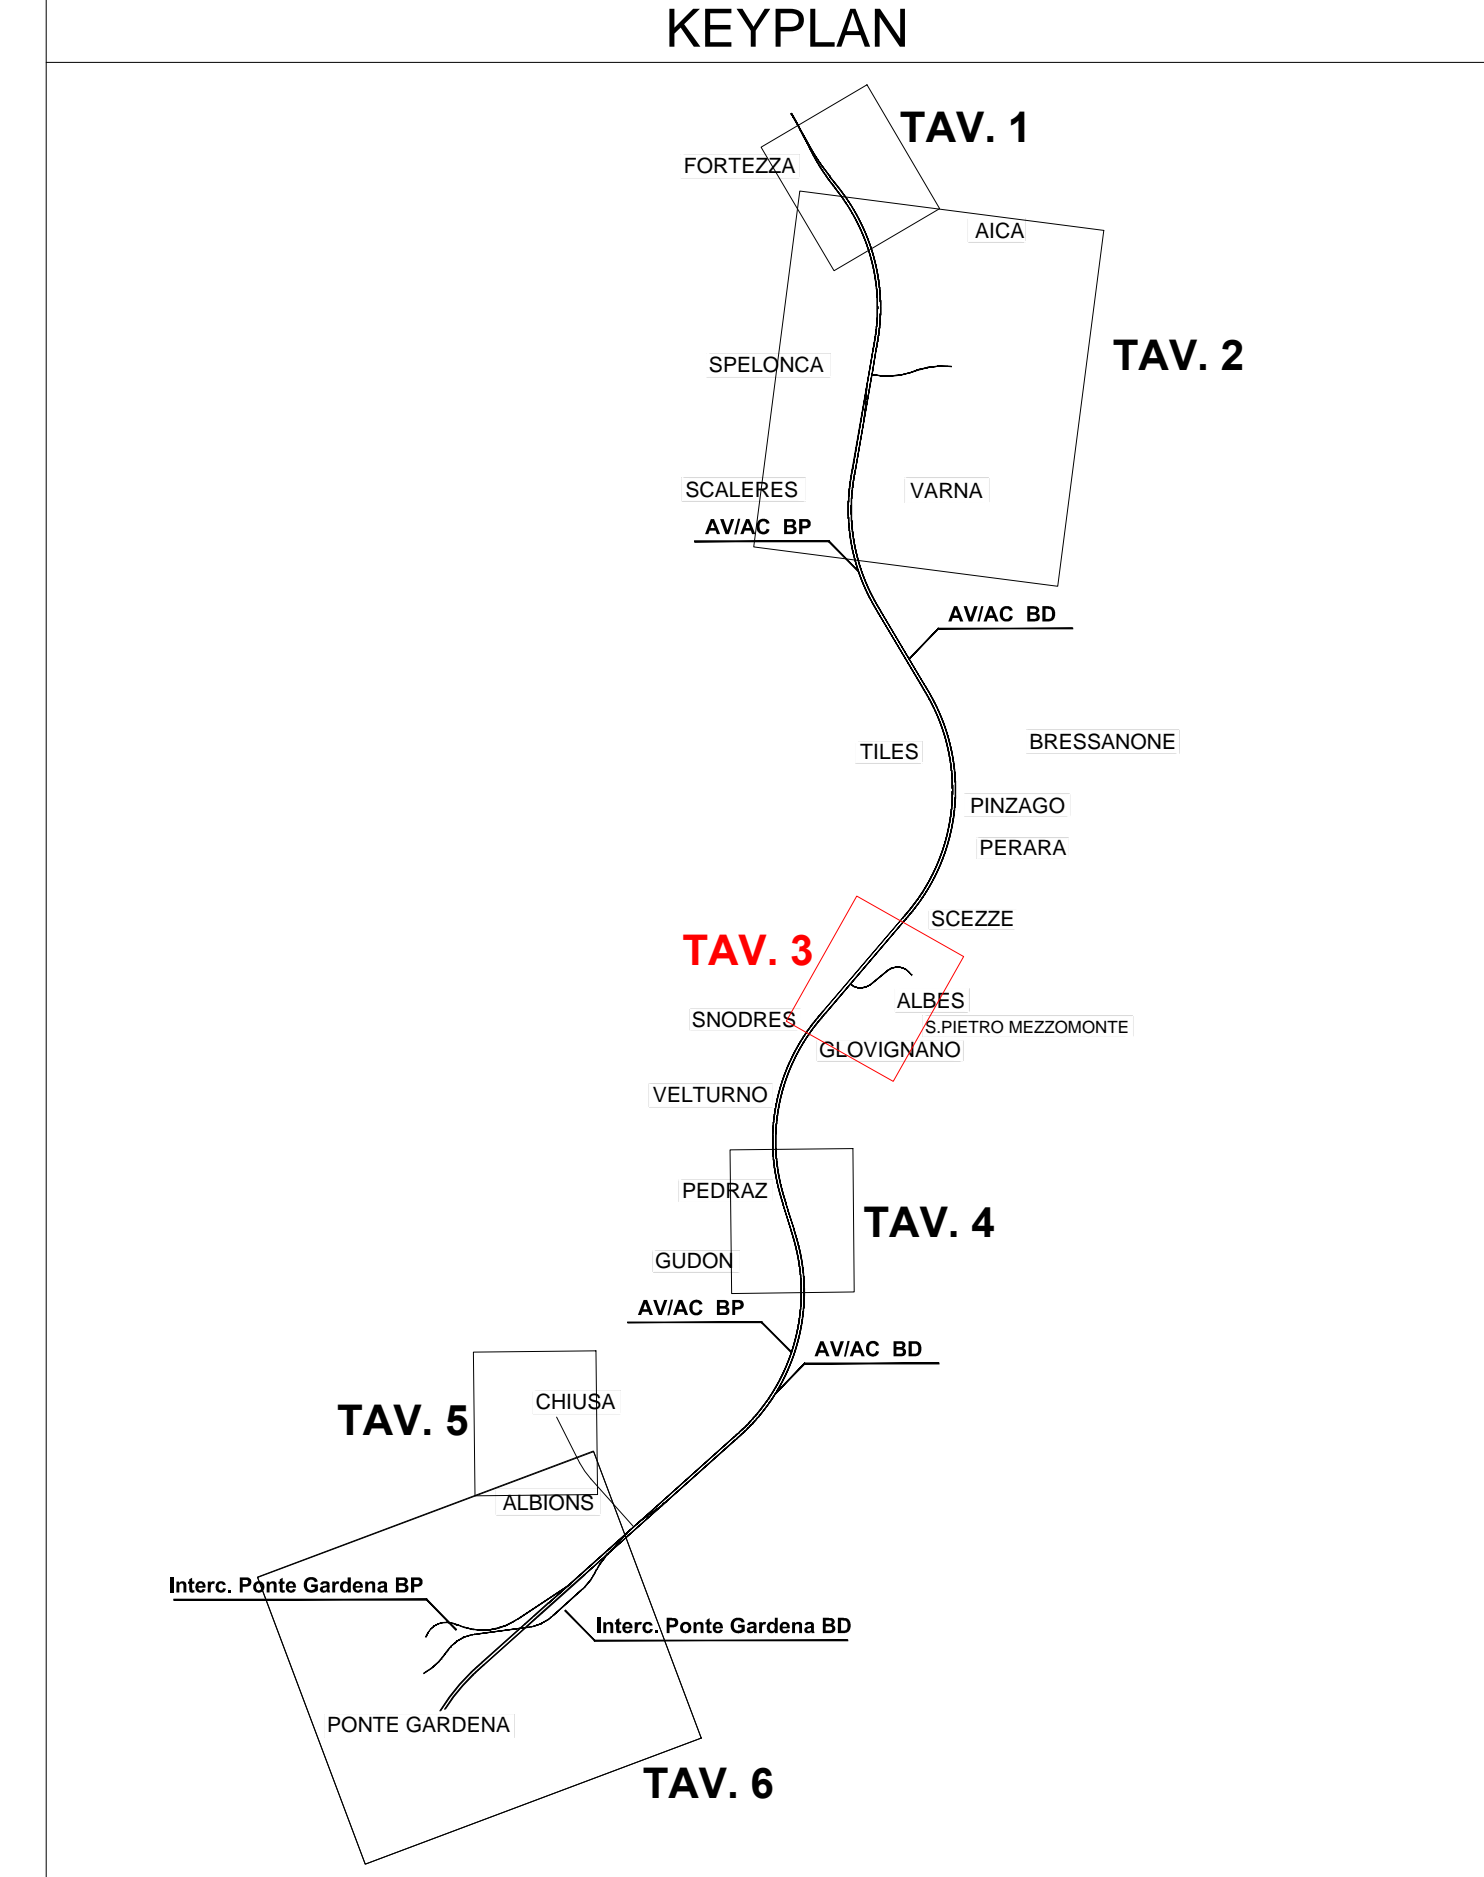 KEYPLAN
TAV. 1
FORTEZZA
AICA
TAV. 2
SPELONCA
SCALERES
VARNA
AV/AC BP
AV/AC BD
BRESSANONE
TILES
PINZAGO
PERARA
SCEZZE
TAV. 3
ALBES
SNODRES
S.PIETRO MEZZOMONTE
GLOVIGNANO
VELTURNO
PEDRAZ
TAV. 4
GUDON
AV/AC BP
AV/AC BD
CHIUSA
TAV. 5
ALBIONS
Interc. Ponte Gardena BP
Interc. Ponte Gardena BD
PONTE GARDENA
TAV. 6